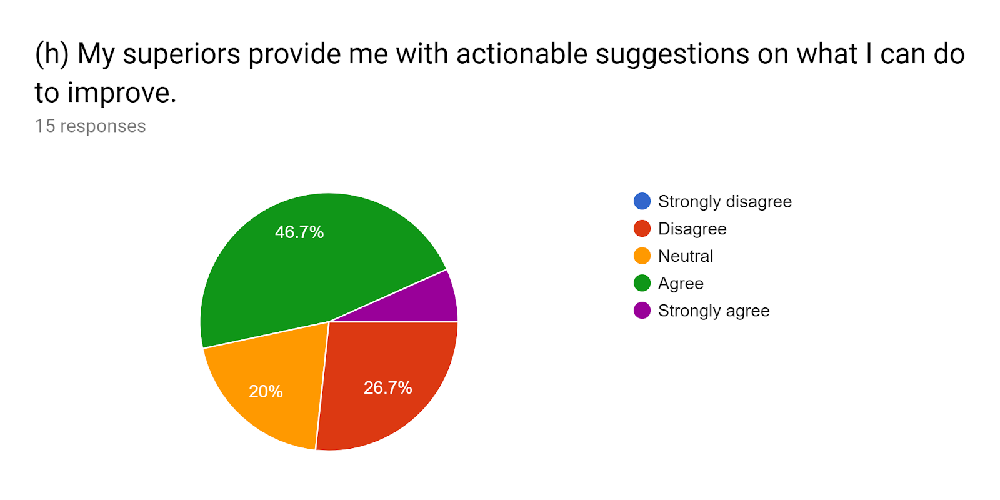 (h) My superiors provide me with actionable suggestions on what I can do
to improve.
15 responses
46.7%
20%
26.7%
Strongly disagree
Disagree
Neutral
Agree
Strongly agree